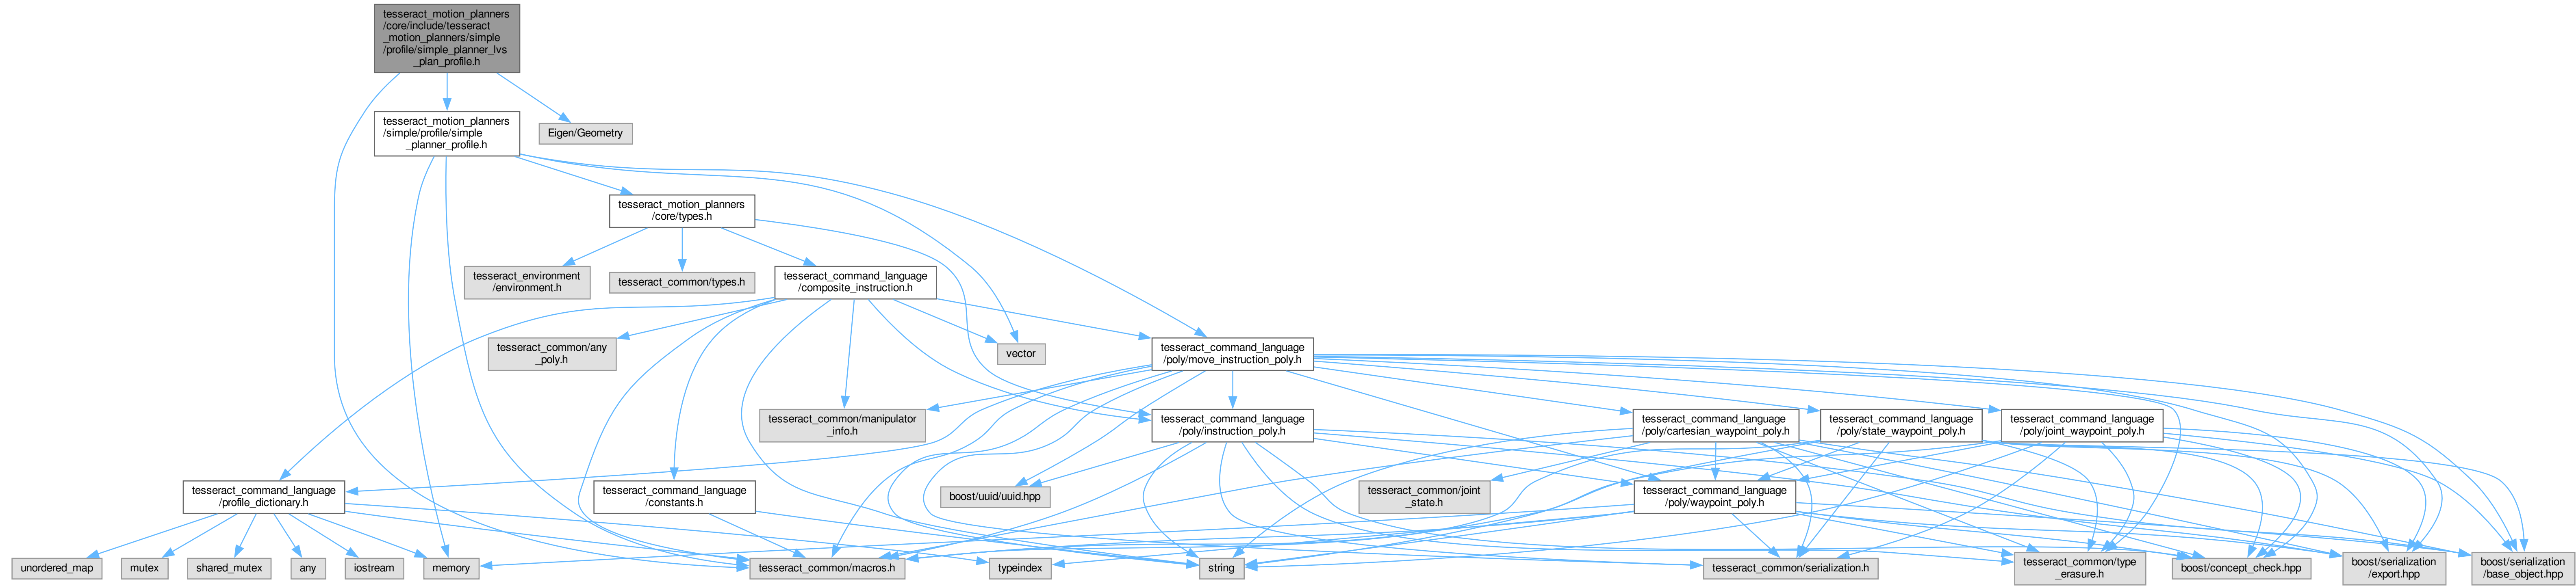 tesseract_motion_planners
/core/include/tesseract
_motion_planners/simple
/profile/simple_planner_lvs
_plan_profile.h
tesseract_motion_planners
/simple/profile/simple
_planner_profile.h
Eigen/Geometry
tesseract_motion_planners
/core/types.h
tesseract_environment
/environment.h
tesseract_common/types.h
tesseract_command_language
/composite_instruction.h
tesseract_common/any
_poly.h
vector
tesseract_command_language
/poly/move_instruction_poly.h
tesseract_common/manipulator
_info.h
tesseract_command_language
/poly/instruction_poly.h
tesseract_command_language
/poly/cartesian_waypoint_poly.h
tesseract_command_language
/poly/state_waypoint_poly.h
tesseract_command_language
/poly/joint_waypoint_poly.h
tesseract_command_language
/profile_dictionary.h
tesseract_command_language
/constants.h
boost/uuid/uuid.hpp
tesseract_common/joint
_state.h
tesseract_command_language
/poly/waypoint_poly.h
unordered_map
mutex
shared_mutex
any
iostream
memory
tesseract_common/macros.h
typeindex
string
tesseract_common/serialization.h
tesseract_common/type
_erasure.h
boost/concept_check.hpp
boost/serialization
/export.hpp
boost/serialization
/base_object.hpp